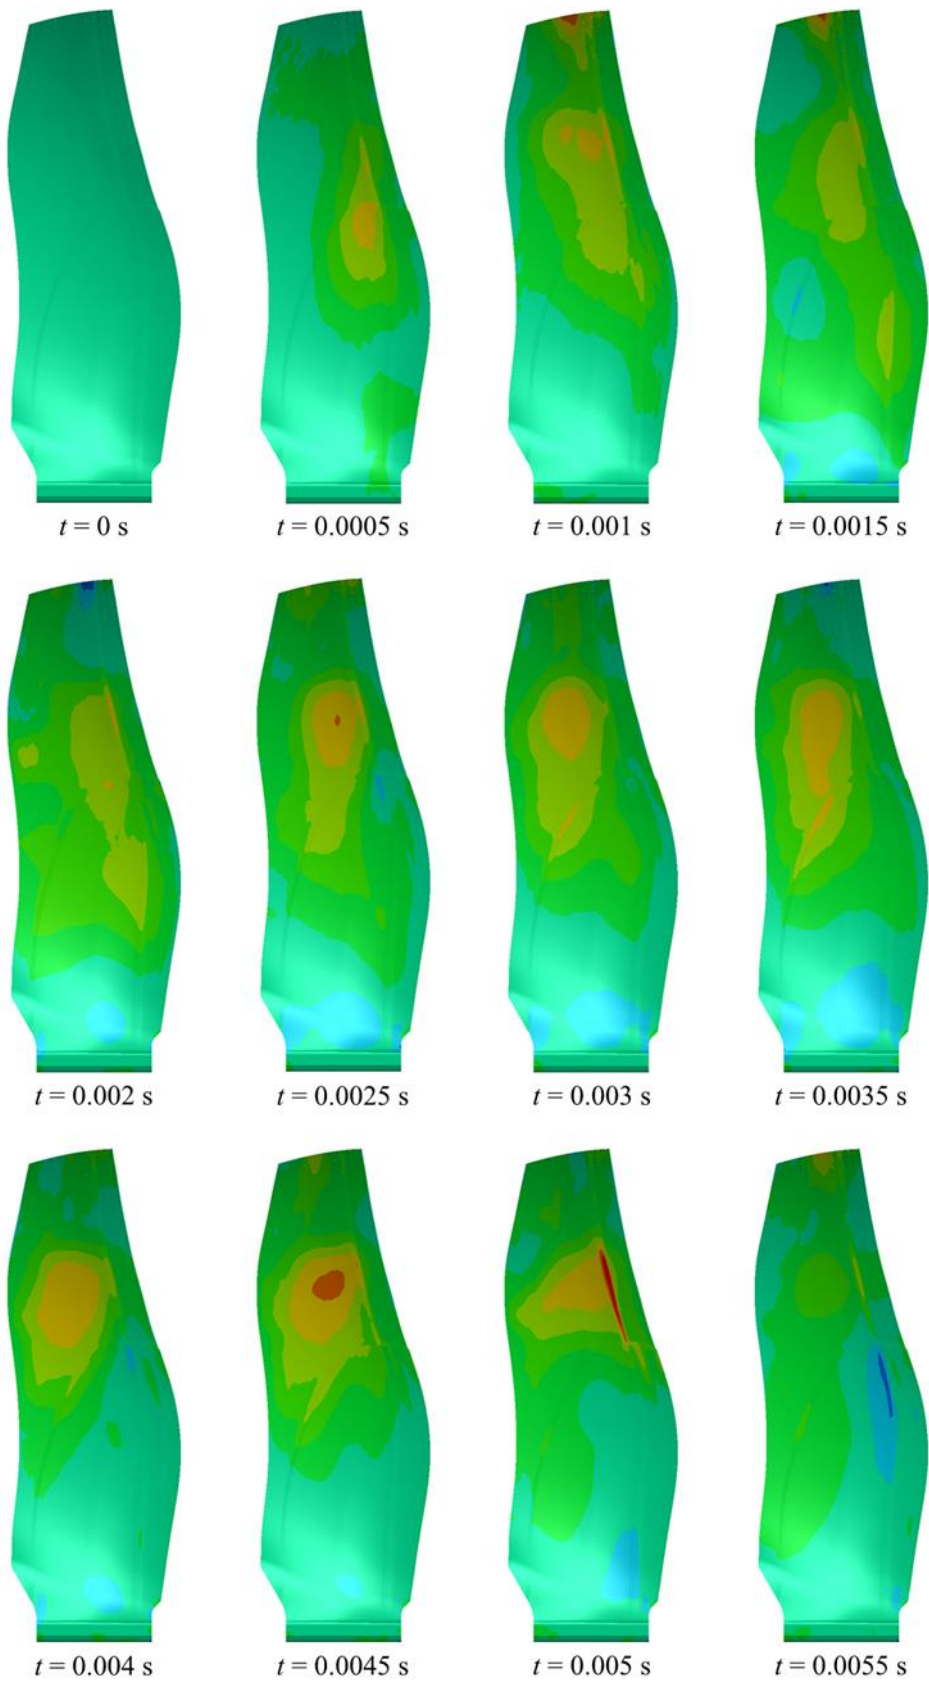 t = 0 s
t = 0.0005 s
t = 0.001 s
t = 0.0015 s
t = 0.002 s
t = 0.0025 s
t = 0.003 s
t = 0.0035 s
t = 0.004 s
t = 0.0045 s
t = 0.005 s
t = 0.0055 s